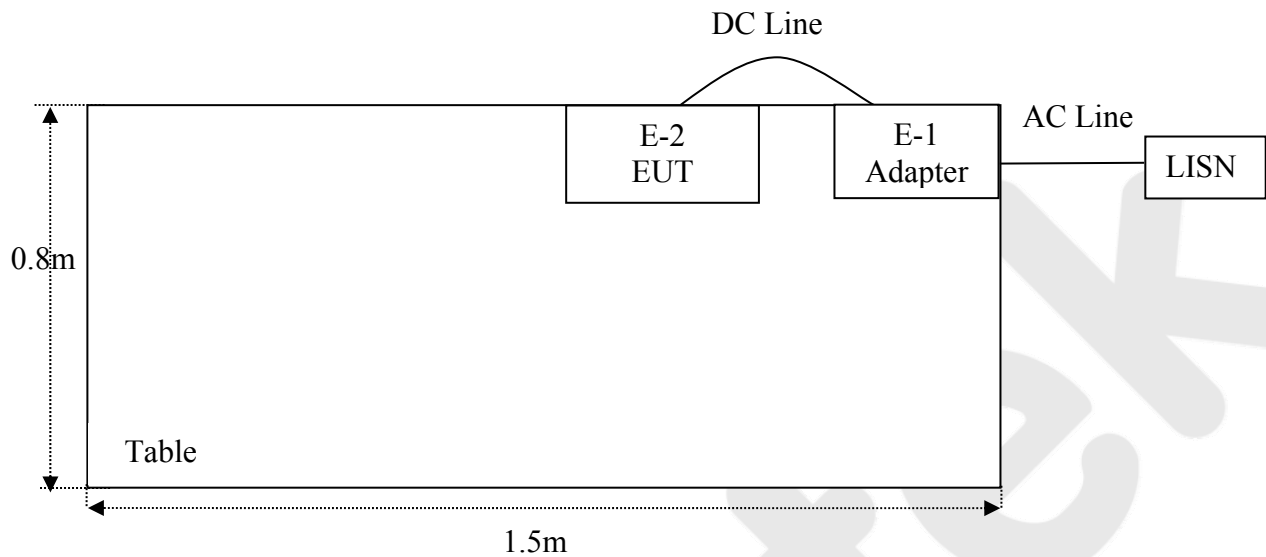 DC Line
E-2
EUT
E-1
Adapter
AC Line
LISN
0.8m
Table
1.5m